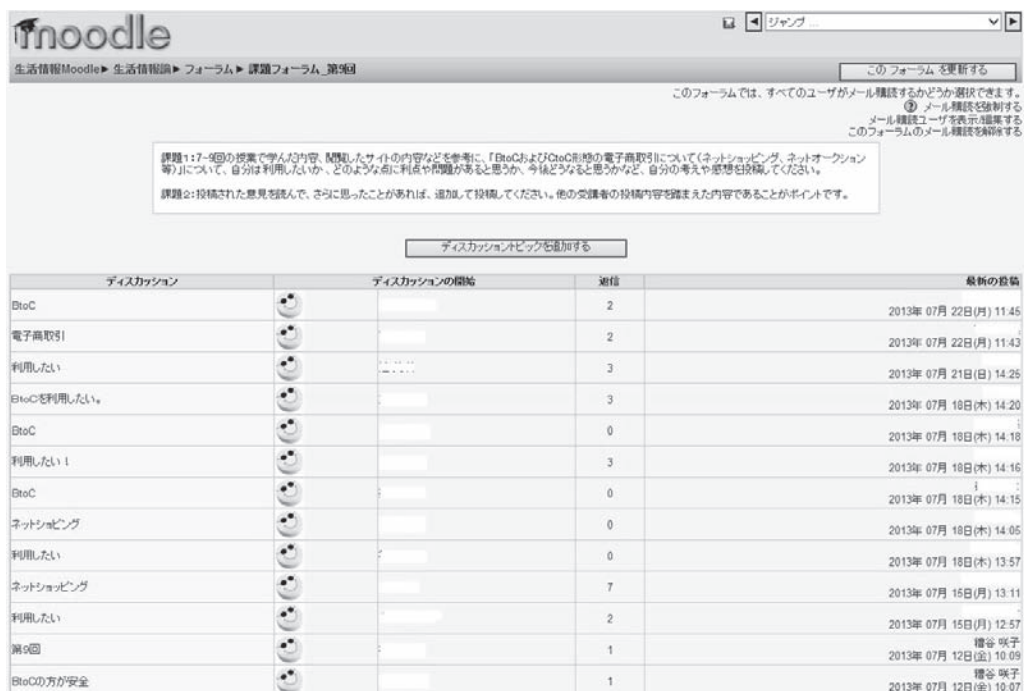 moodle
ジャンプ ...
生活情報Moodle▶ 生活情報論▶ フォーラム▶ 課題フォーラム_第9回
このフォーラムを更新する
このフォーラムでは、すべてのユーザがメール購読するかどうか選択できます。
メール購読を強制する
メール購読ユーザを表示/編集する
このフォーラムのメール購読を解除する
課題1:7-9回の授業で学んだ内容、閲覧したサイトの内容などを参考に、「BtoCおよびCtoC形態の電子商取引について(ネットショッピング、ネットオークション
等)」について、自分は利用したいか、どのような点に利点や問題があると思うか、今後どうなると思うかなど、自分の考えや感想を投稿してください。
課題2:投稿された意見を読んで、さらに思ったことがあれば、追加して投稿してください。他の受講者の投稿内容を踏まえた内容であることがポイントです。
ディスカッショントピックを追加する
ディスカッション ディスカッションの開始 返信 最新の投稿
BtoC 2 2013年 07月 22日(月) 11:45
電子商取引 2 2013年 07月 22日(月) 11:43
利用したい 3 2013年 07月 21日(日) 14:25
BtoCを利用したい。 3 2013年 07月 18日(木) 14:20
BtoC 0 2013年 07月 18日(木) 14:18
利用したい！ 3 2013年 07月 18日(木) 14:16
BtoC 0 2013年 07月 18日(木) 14:15
ネットショピング 0 2013年 07月 18日(木) 14:05
利用したい 0 2013年 07月 18日(木) 13:57
ネットショッピング 7 2013年 07月 15日(月) 13:11
利用したい 2 2013年 07月 15日(月) 12:57
第9回 1 糟谷 咲子
2013年 07月 12日(金) 10:09
BtoCの方が安全 1 糟谷 咲子
2013年 07月 12日(金) 10:07